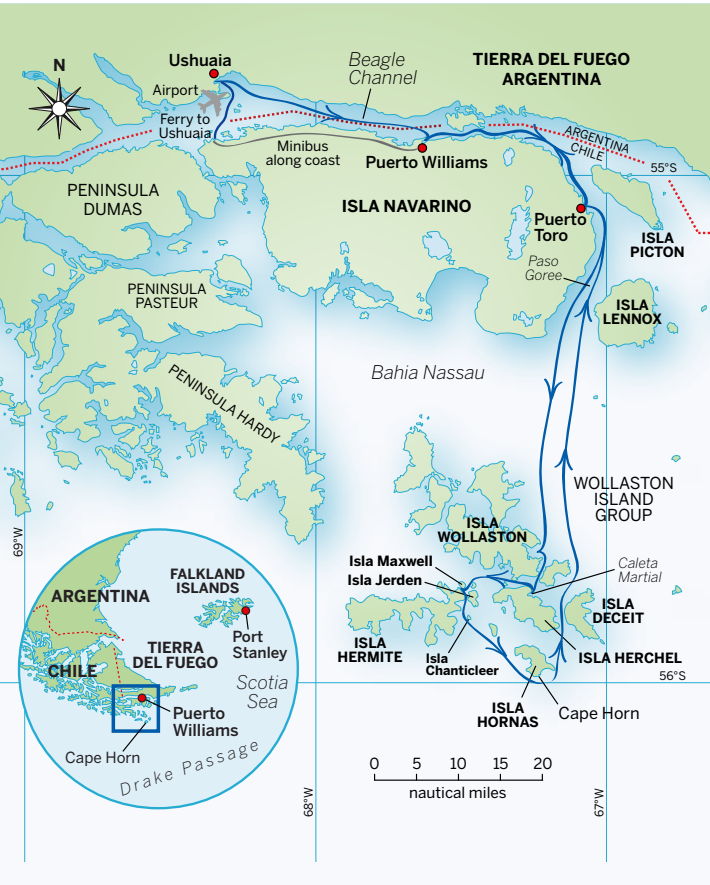 N
Ushuaia
Airport
Ferry to
Ushuaia
Beagle
Channel
TIERRA DEL FUEGO
ARGENTINA
Minibus
along coast
Puerto Williams
ARGENTINA
CHILE
55°S
PENINSULA
DUMAS
ISLA NAVARINO
Puerto
Toro
ISLA
PICTON
Paso
Goree
PENINSULA
PASTEUR
ISLA
LENNOX
Bahia Nassau
PENINSULA HARDY
WOLLASTON
ISLAND
GROUP
ISLA
WOLLASTON
69°W
Isla Maxwell
Isla Jerden
Caleta
Martial
ISLA
DECEIT
ISLA
HERMITE
Isla
Chanticleer
ISLA HERCHEL
56°S
ISLA
HORNAS
Cape Horn
ARGENTINA
FALKLAND
ISLANDS
Port
Stanley
TIERRA
DEL FUEGO
CHILE
Scotia
Sea
Puerto
Williams
Cape Horn
Drake Passage
0 5 10 15 20
nautical miles
68°W
67°W